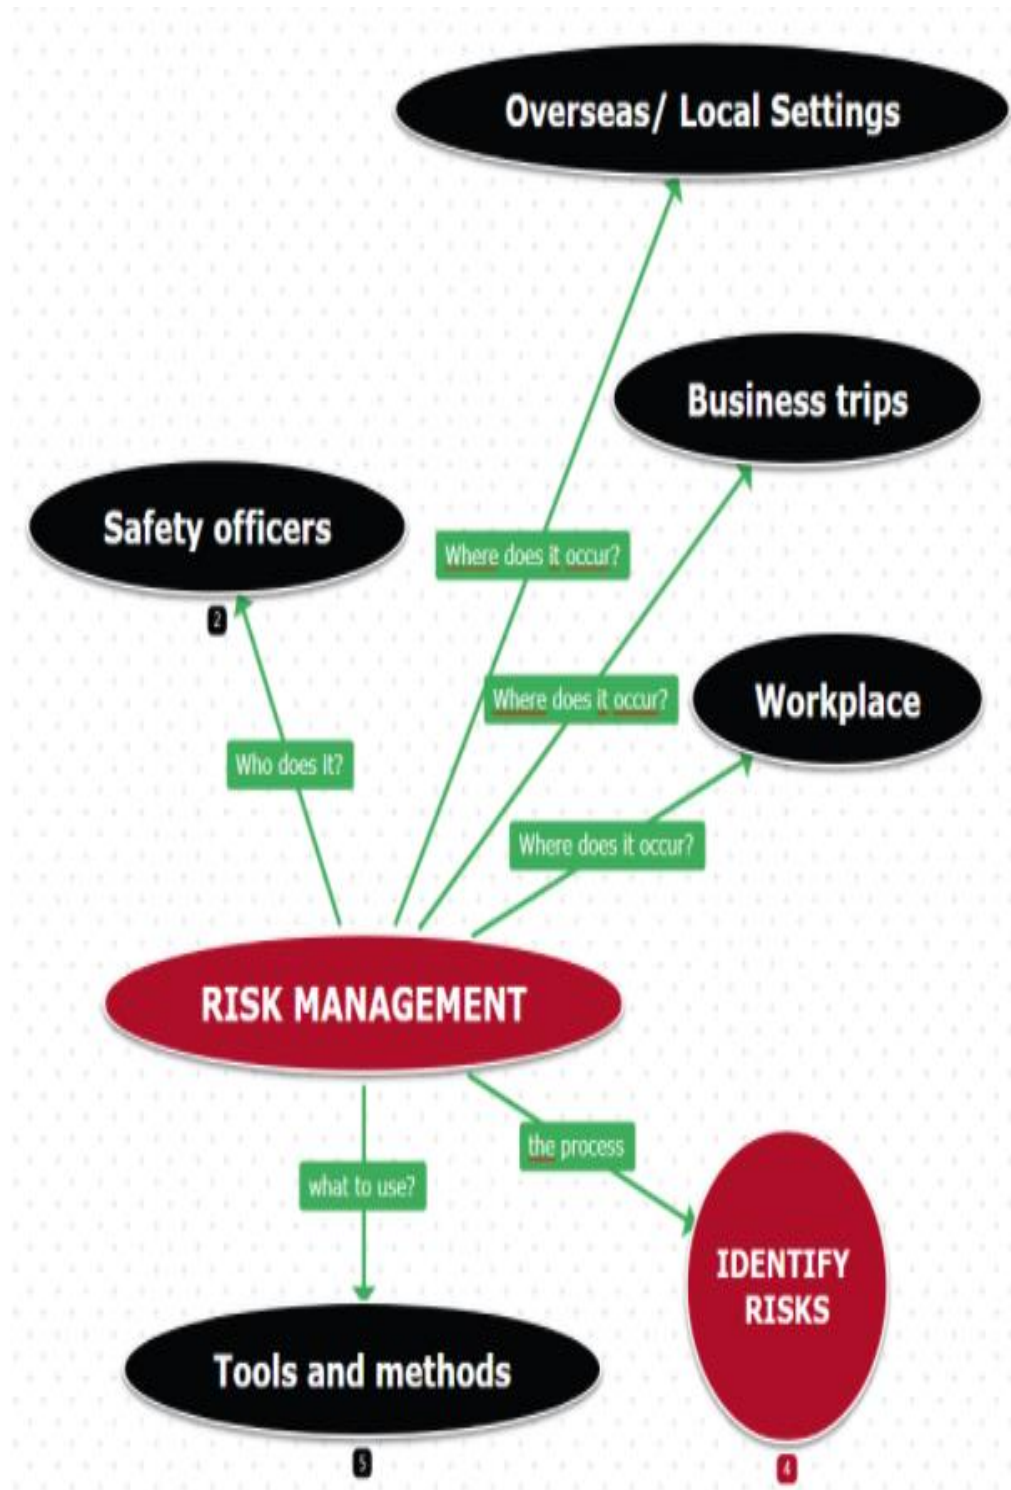 Overseas/ Local Settings
Business trips
Safety officers
2
Where does it occur?
Where does it occur?
Workplace
Who does it?
Where does it occur?
RISK MANAGEMENT
the process
what to use?
IDENTIFY
RISKS
Tools and methods
5
4